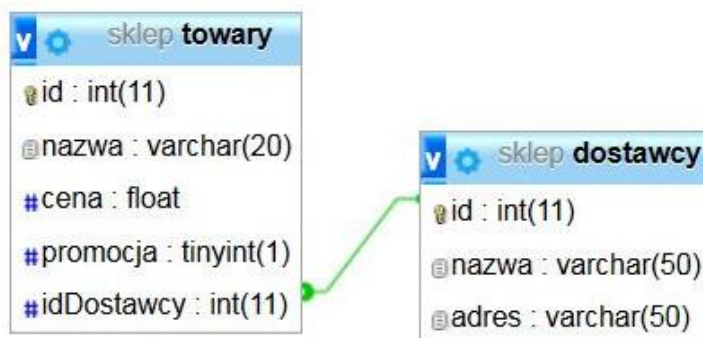 sklep towary
id : int(11)
nazwa : varchar(20)
cena : float
promocja : tinyint(1)
idDostawcy : int(11)
sklep dostawcy
id : int(11)
nazwa : varchar(50)
adres : varchar(50)